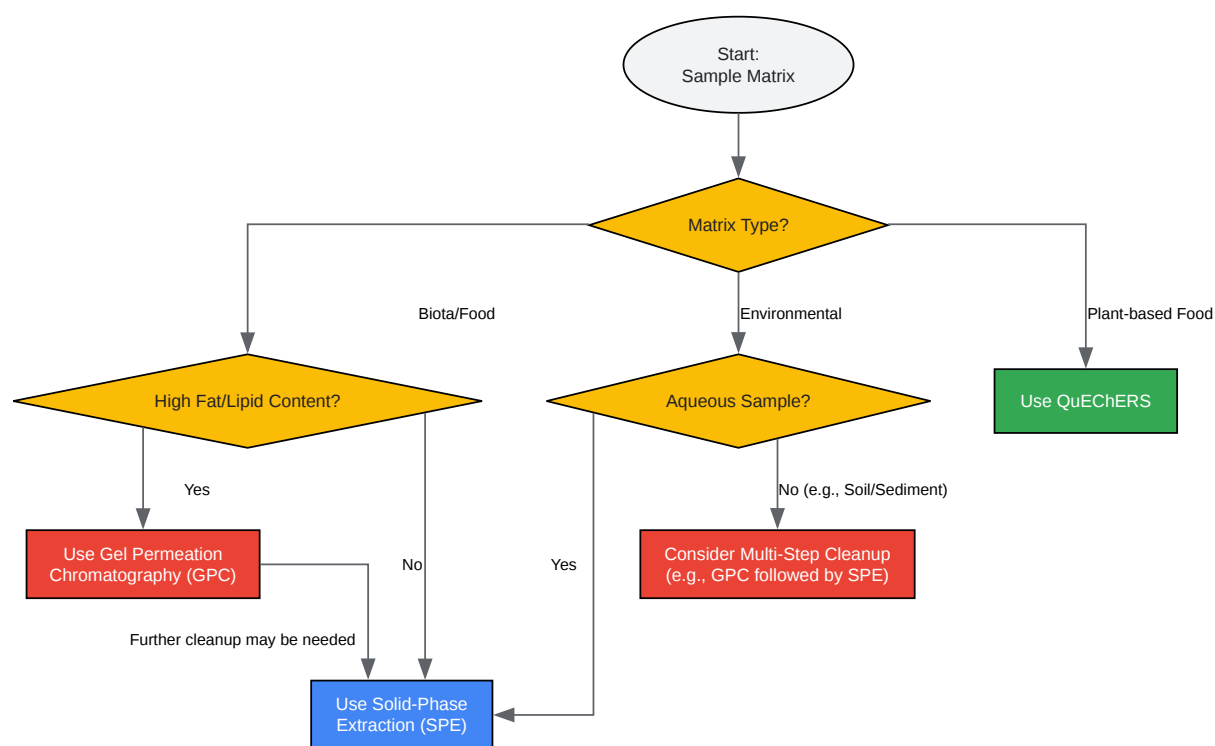 Start:
Sample Matrix
Matrix Type?
Biota/Food
Environmental
Plant-based Food
High Fat/Lipid Content?
Aqueous Sample?
Use QuEChERS
Yes
No (e.g., Soil/Sediment)
Use Gel Permeation
Chromatography (GPC)
No
Yes
Consider Multi-Step Cleanup
(e.g., GPC followed by SPE)
Further cleanup may be needed
Use Solid-Phase
Extraction (SPE)